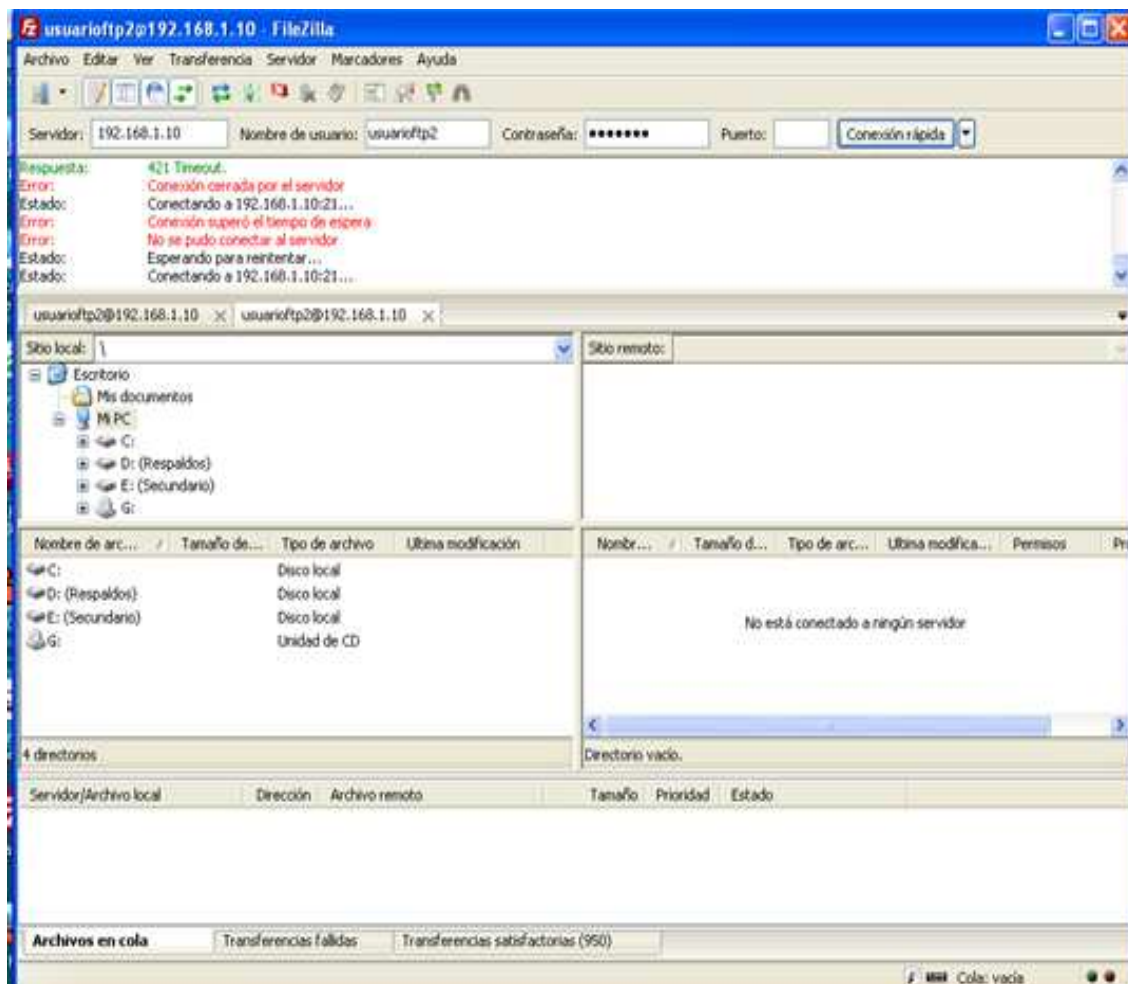 usuarioftp2@192.168.1.10 - FileZilla
Archivo Editar Ver Transferencia Servidor Marcadores Ayuda
Servidor: 192.168.1.10 Nombre de usuario: usuarioftp2 Contraseña: ●●●●●●● Puerto: Conexión rápida
Respuesta: 421 Timeout.
Error: Conexión cerrada por el servidor
Estado: Conectando a 192.168.1.10:21...
Error: Conexión superó el tiempo de espera
Error: No se pudo conectar al servidor
Estado: Esperando para reintentar...
Estado: Conectando a 192.168.1.10:21...
usuarioftp2@192.168.1.10 usuarioftp2@192.168.1.10
Sitio local: \ Sitio remoto:
Escritorio
Mis documentos
Mi PC
C:
D: (Respaldos)
E: (Secundario)
G:
Nombre de arc... Tamaño de... Tipo de archivo Ultima modificación Nombr... Tamaño d... Tipo de arc... Ultima modifica... Permisos Pr
C: Disco local
D: (Respaldos) Disco local
E: (Secundario) Disco local
G: Unidad de CD
No está conectado a ningún servidor
4 directorios Directorio vacío.
Servidor/Archivo local Dirección Archivo remoto Tamaño Prioridad Estado
Archivos en cola Transferencias fallidas Transferencias satisfactorias (950)
Cola: vacía